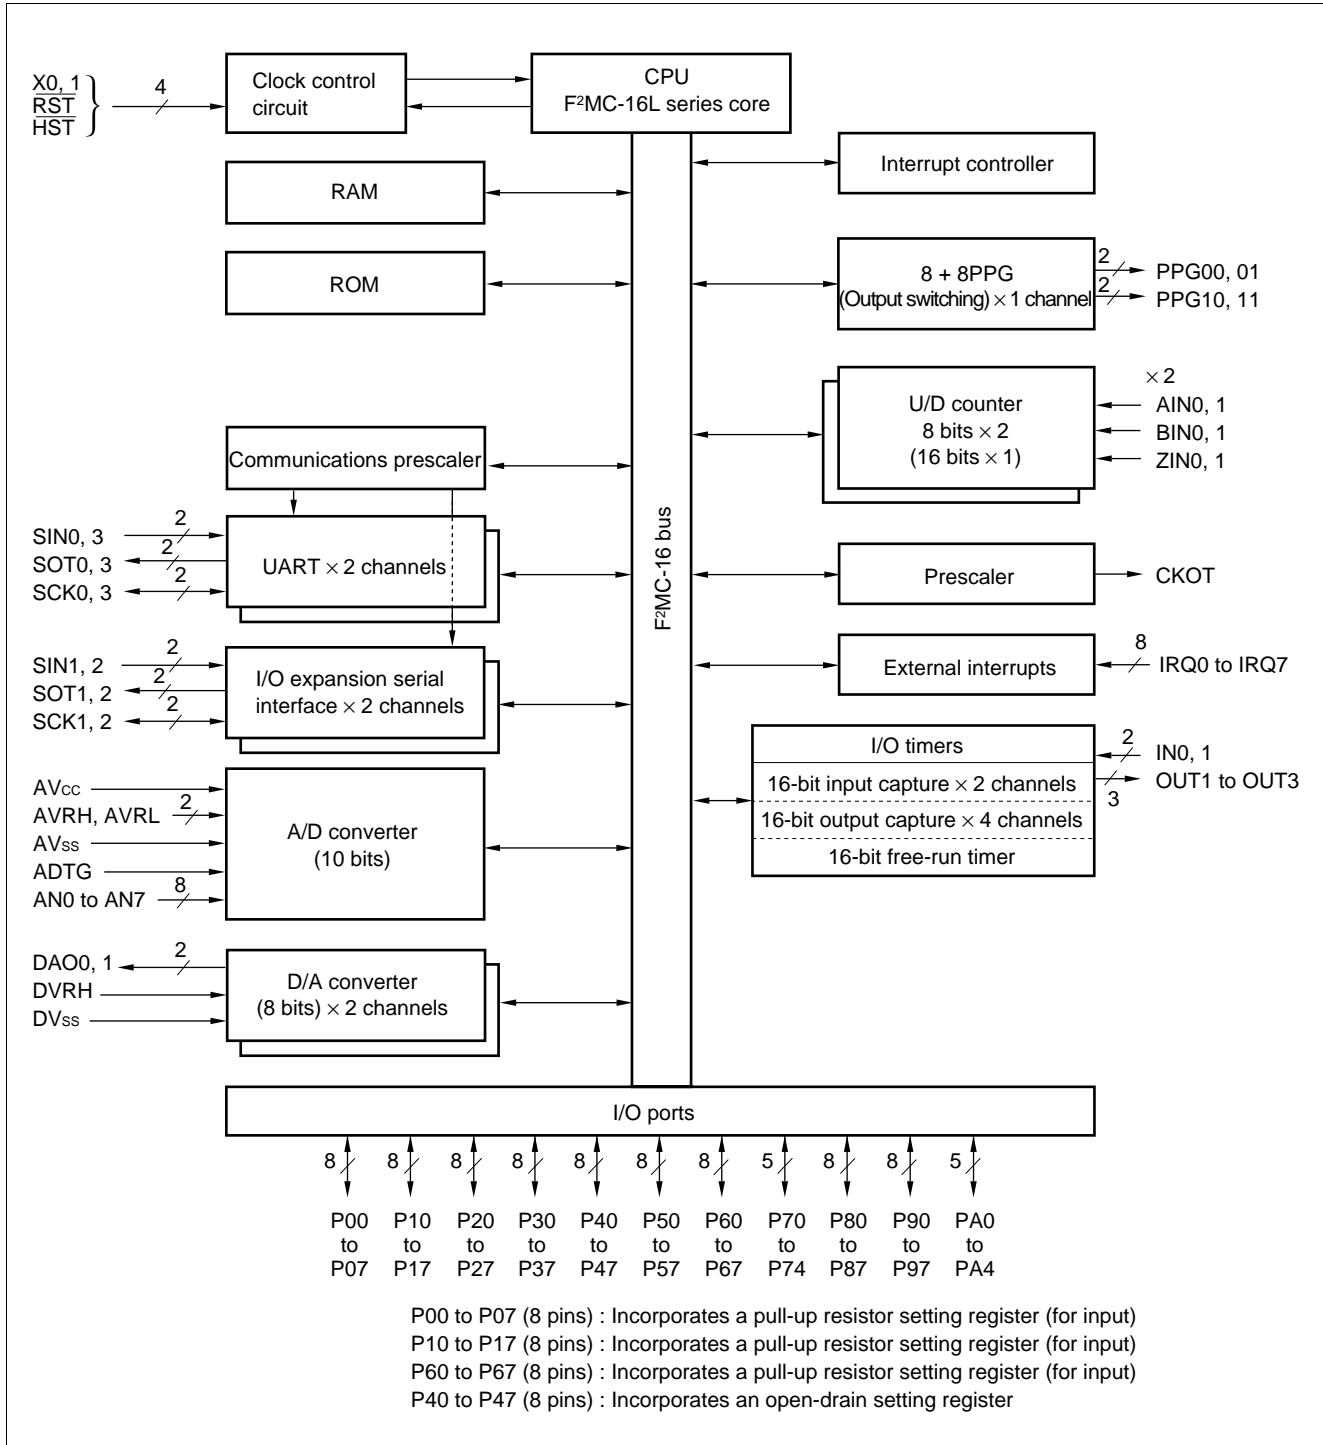 X0, 1
RST
HST
4
Clock control
circuit
CPU
F²MC-16L series core
Interrupt controller
RAM
ROM
8 + 8PPG
(Output switching) × 1 channel
2
PPG00, 01
2
PPG10, 11
× 2
U/D counter
8 bits × 2
(16 bits × 1)
AIN0, 1
BIN0, 1
ZIN0, 1
Communications prescaler
F²MC-16 bus
SIN0, 3
2
SOT0, 3
2
SCK0, 3
2
UART × 2 channels
Prescaler
CKOT
SIN1, 2
2
SOT1, 2
2
SCK1, 2
2
I/O expansion serial
interface × 2 channels
External interrupts
8
IRQ0 to IRQ7
I/O timers
16-bit input capture × 2 channels
16-bit output capture × 4 channels
16-bit free-run timer
2
IN0, 1
OUT1 to OUT3
3
AVCC
AVRH, AVRL
2
AVSS
ADTG
AN0 to AN7
8
A/D converter
(10 bits)
DAO0, 1
2
DVRH
DVSS
D/A converter
(8 bits) × 2 channels
I/O ports
8 8 8 8 8 8 8 5 8 8 5
P00 P10 P20 P30 P40 P50 P60 P70 P80 P90 PA0
to to to to to to to to to to to
P07 P17 P27 P37 P47 P57 P67 P74 P87 P97 PA4
P00 to P07 (8 pins) : Incorporates a pull-up resistor setting register (for input)
P10 to P17 (8 pins) : Incorporates a pull-up resistor setting register (for input)
P60 to P67 (8 pins) : Incorporates a pull-up resistor setting register (for input)
P40 to P47 (8 pins) : Incorporates an open-drain setting register